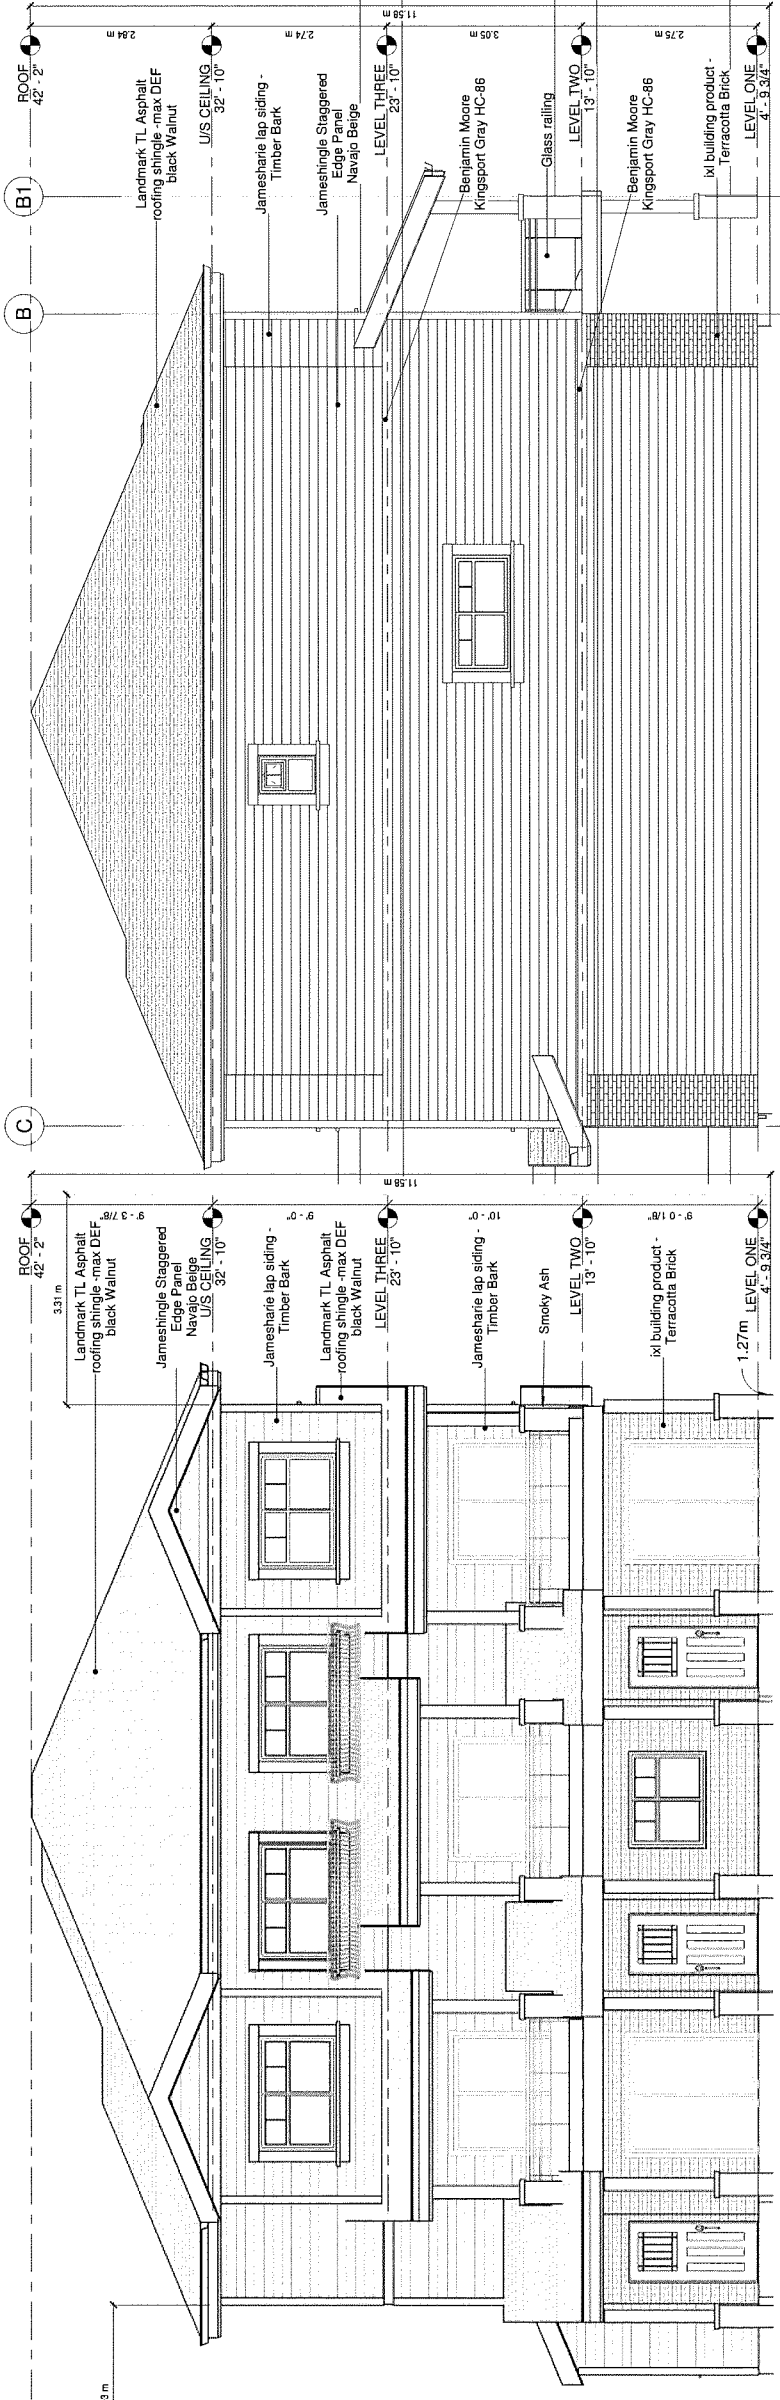 ROOF
42' - 2"
Landmark TL Asphalt
roofing shingle -max DEF
black Walnut
Jameshingle Staggered
Edge Panel
Navajo Beige
U/S CEILING
32' - 10"
Jamesharie lap siding -
Timber Bark
Landmark TL Asphalt
roofing shingle -max DEF
black Walnut
LEVEL THREE
23' - 10"
Jamesharie lap siding -
Timber Bark
Smoky Ash
LEVEL TWO
13' - 10"
ixl building product -
Terracotta Brick
1.27m
LEVEL ONE
4' - 9 3/4"
3 m
3.31 m
9' - 3 7/8"
9' - 0"
10' - 0"
9' - 0 1/8"
11.58 m
C
B
B1
ROOF
42' - 2"
Landmark TL Asphalt
roofing shingle -max DEF
black Walnut
U/S CEILING
32' - 10"
Jamesharie lap siding -
Timber Bark
Jameshingle Staggered
Edge Panel
Navajo Beige
LEVEL THREE
23' - 10"
Benjamin Moore
Kingsport Gray HC-86
Glass railing
LEVEL TWO
13' - 10"
Benjamin Moore
Kingsport Gray HC-86
ixl building product -
Terracotta Brick
LEVEL ONE
4' - 9 3/4"
2.84 m
2.74 m
3.05 m
2.75 m
11.58 m